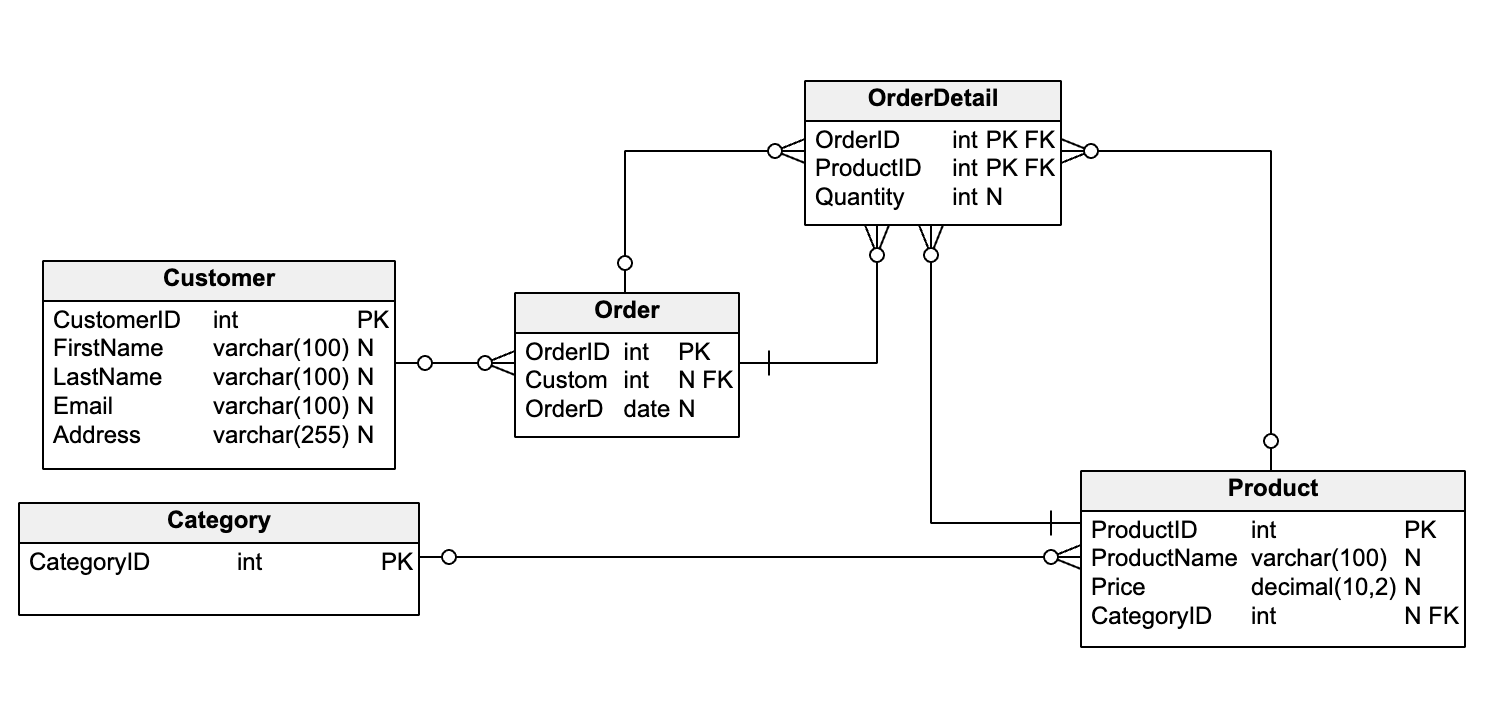 OrderDetail
OrderID int PK FK
ProductID int PK FK
Quantity int N
Customer
CustomerID int PK
FirstName varchar(100) N
LastName varchar(100) N
Email varchar(100) N
Address varchar(255) N
Order
OrderID int PK
Custom int N FK
OrderD date N
Category
CategoryID int PK
Product
ProductID int PK
ProductName varchar(100) N
Price decimal(10,2) N
CategoryID int N FK